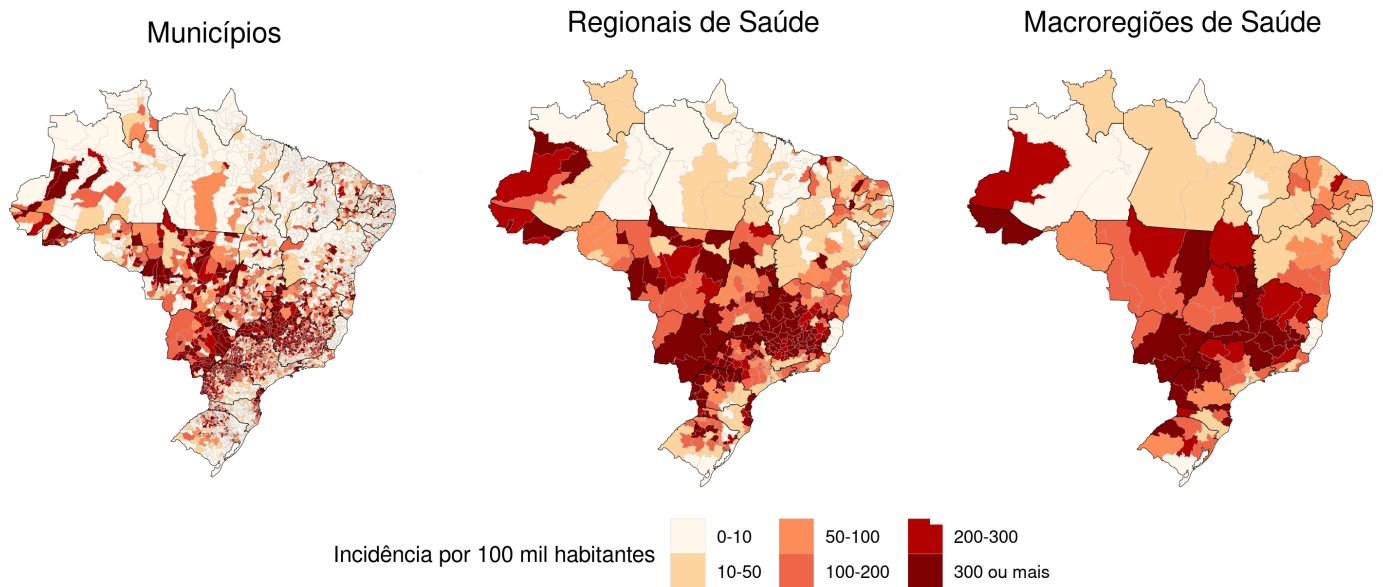 Municípios
Regionais de Saúde
Macroregiões de Saúde
Incidência por 100 mil habitantes
0-10
50-100
200-300
10-50
100-200
300 ou mais